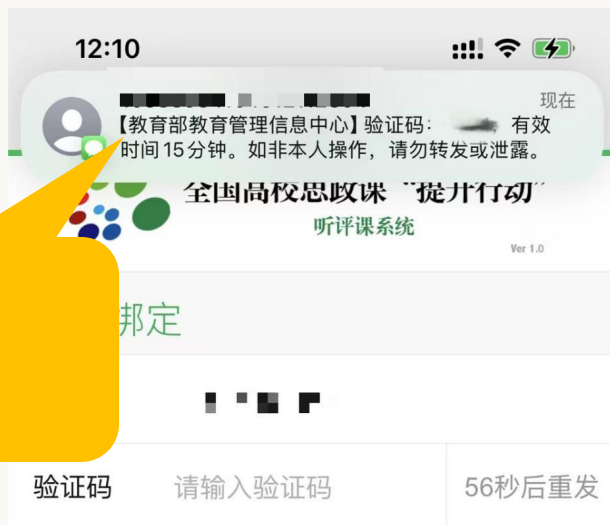 12:10
现在
【教育部教育管理信息中心】验证码： 有效
时间15分钟。如非本人操作，请勿转发或泄露。
全国高校思政课“提升行动”
听评课系统
Ver 1.0
绑定
验证码 请输入验证码 56秒后重发